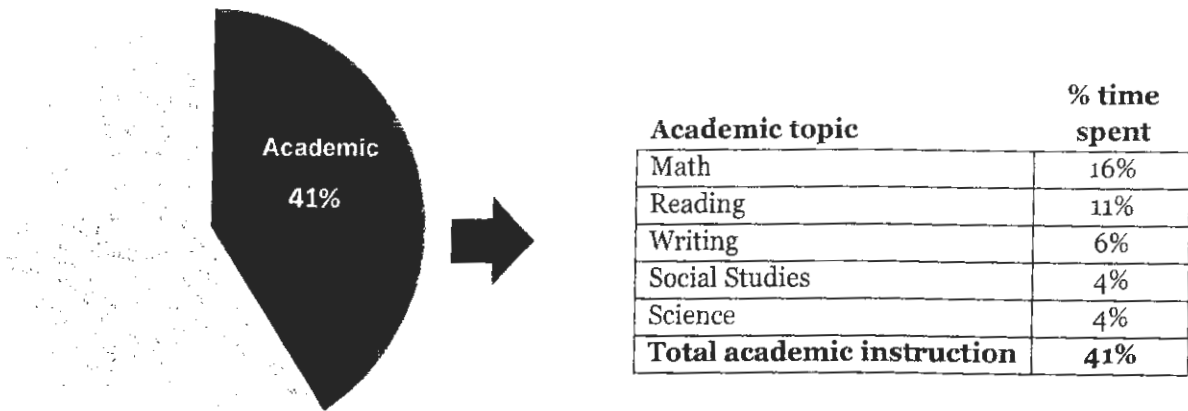 Academic
41%
% time
spent
Academic topic
Math 16%
Reading 11%
Writing 6%
Social Studies 4%
Science 4%
Total academic instruction 41%